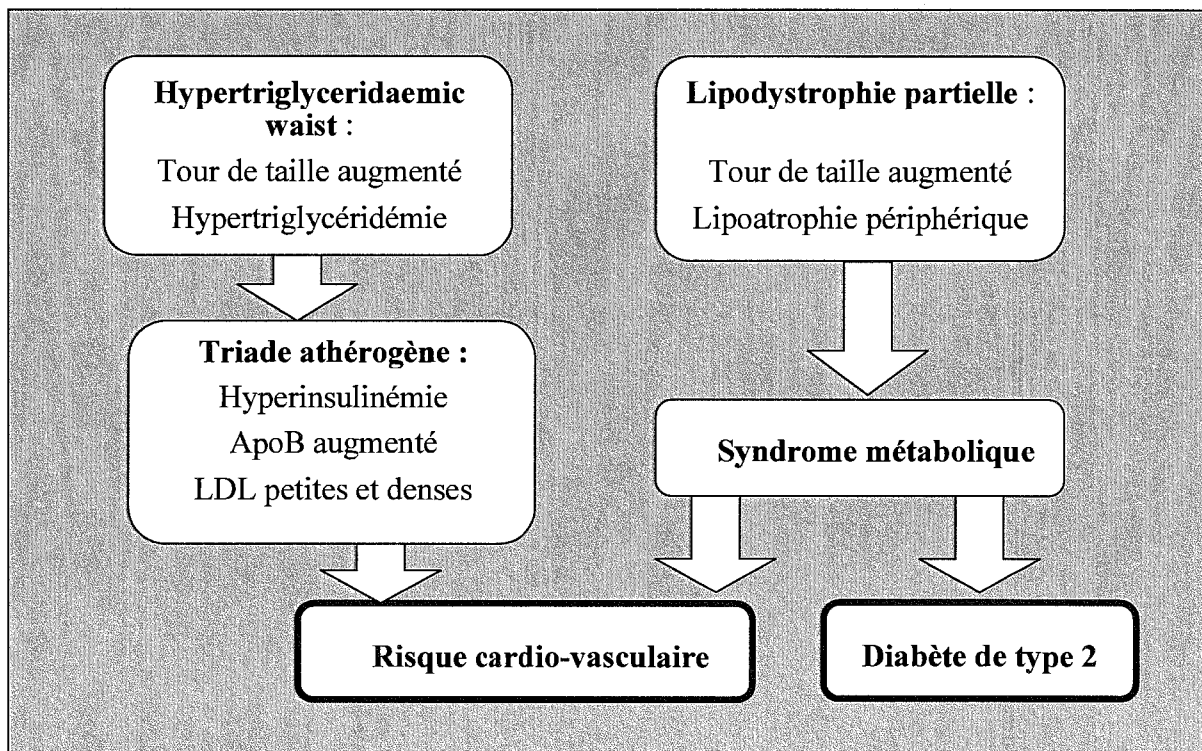 Hypertriglyceridaemic
waist :
Tour de taille augmenté
Hypertriglycéridémie
Lipodystrophie partielle :
Tour de taille augmenté
Lipoatrophie périphérique
Triade athérogène :
Hyperinsulinémie
ApoB augmenté
LDL petites et denses
Syndrome métabolique
Risque cardio-vasculaire
Diabète de type 2